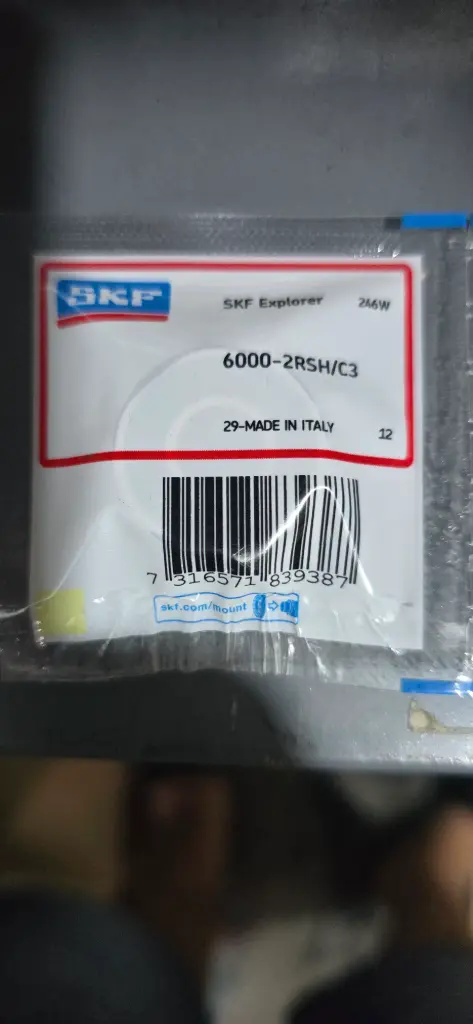 SKF
SKF Explorer 246W
6000-2RSH/C3
29-MADE IN ITALY 12
7 316571 839387
skf.com/mount